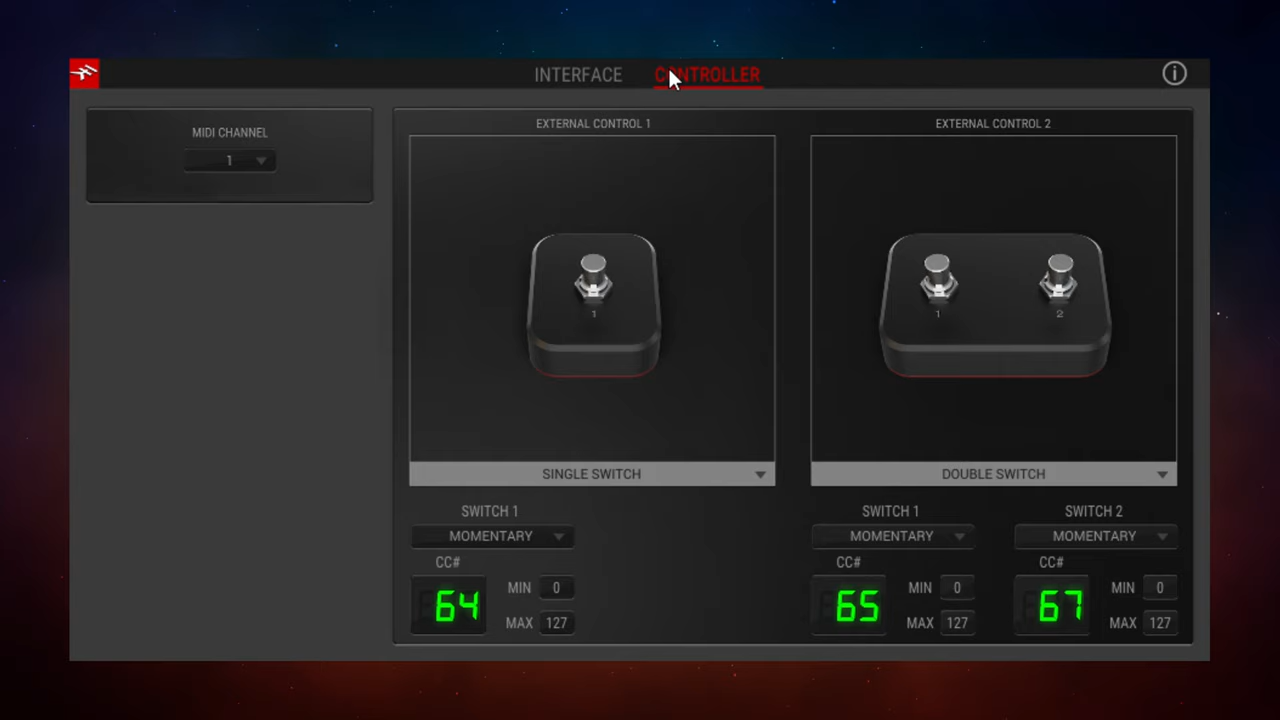 INTERFACE CONTROLLER
MIDI CHANNEL
1
EXTERNAL CONTROL 1
1
SINGLE SWITCH
SWITCH 1
MOMENTARY
CC#
64
MIN 0
MAX 127
EXTERNAL CONTROL 2
1 2
DOUBLE SWITCH
SWITCH 1
MOMENTARY
CC#
65
MIN 0
MAX 127
SWITCH 2
MOMENTARY
CC#
67
MIN 0
MAX 127